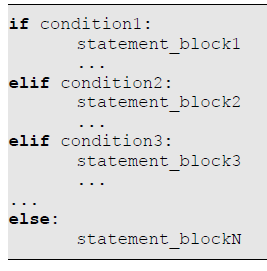 if condition1:
        statement_block1
        ...
elif condition2:
        statement_block2
        ...
elif condition3:
        statement_block3
        ...
...
else:
        statement_blockN